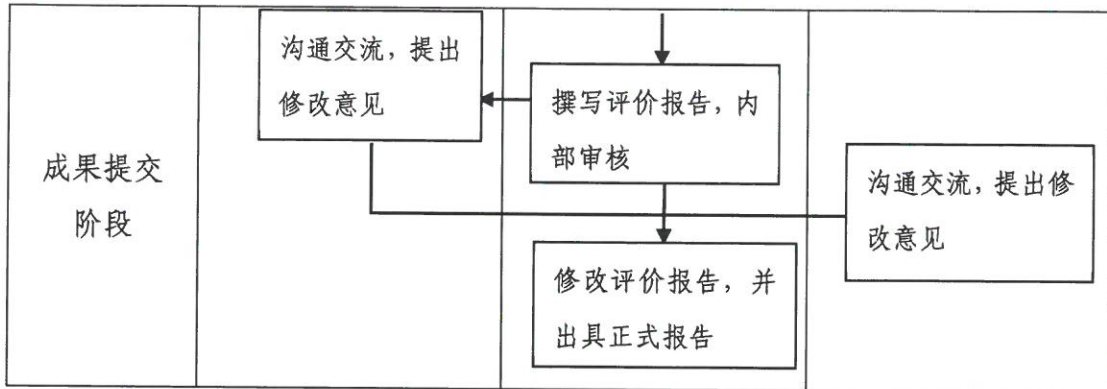 成果提交
阶段
沟通交流，提出
修改意见
撰写评价报告，内
部审核
沟通交流，提出修
改意见
修改评价报告，并
出具正式报告